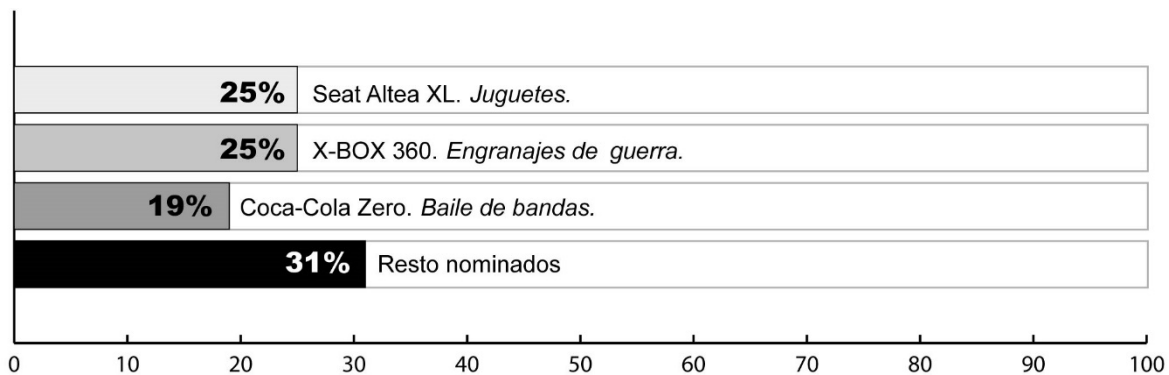 25% Seat Altea XL. Juguetes.
25% X-BOX 360. Engranajes de guerra.
19% Coca-Cola Zero. Baile de bandas.
31% Resto nominados
0 10 20 30 40 50 60 70 80 90 100